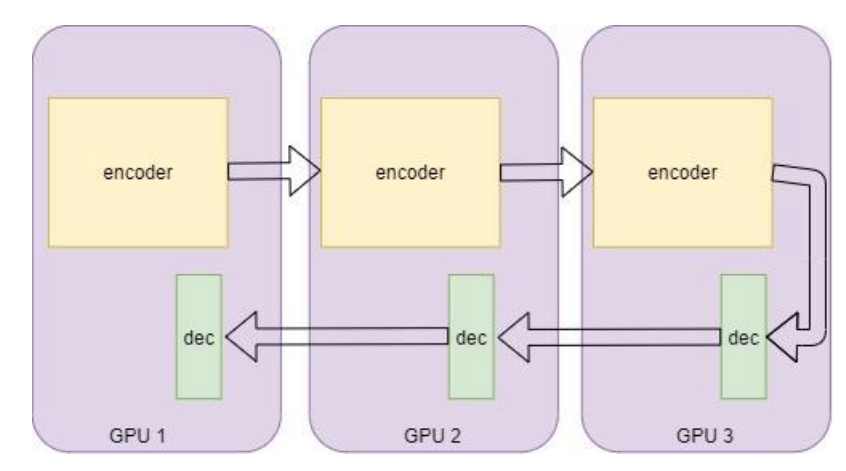 encoder
encoder
encoder
dec
dec
dec
GPU 1
GPU 2
GPU 3